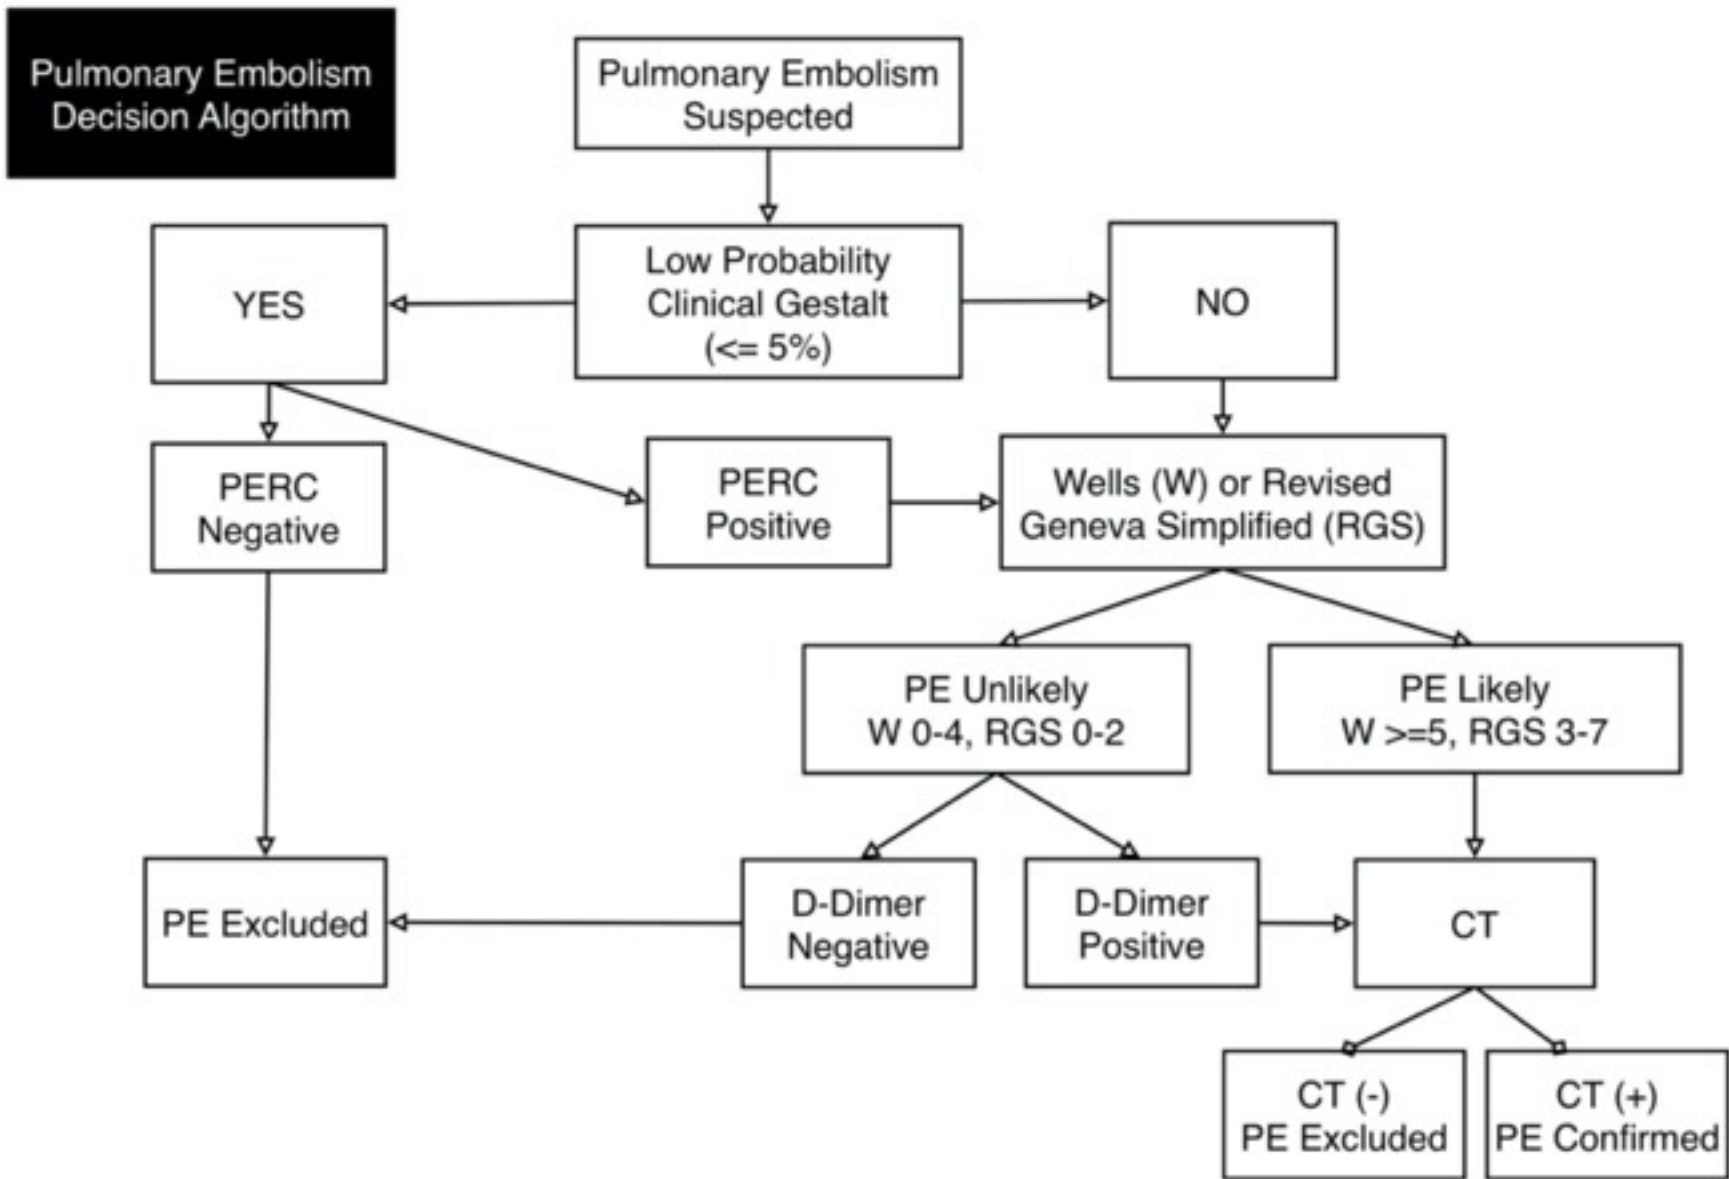 Pulmonary Embolism
Decision Algorithm
Pulmonary Embolism
Suspected
YES
Low Probability
Clinical Gestalt
(<= 5%)
NO
PERC
Negative
PERC
Positive
Wells (W) or Revised
Geneva Simplified (RGS)
PE Unlikely
W 0-4, RGS 0-2
PE Likely
W >=5, RGS 3-7
PE Excluded
D-Dimer
Negative
D-Dimer
Positive
CT
CT (-)
PE Excluded
CT (+)
PE Confirmed